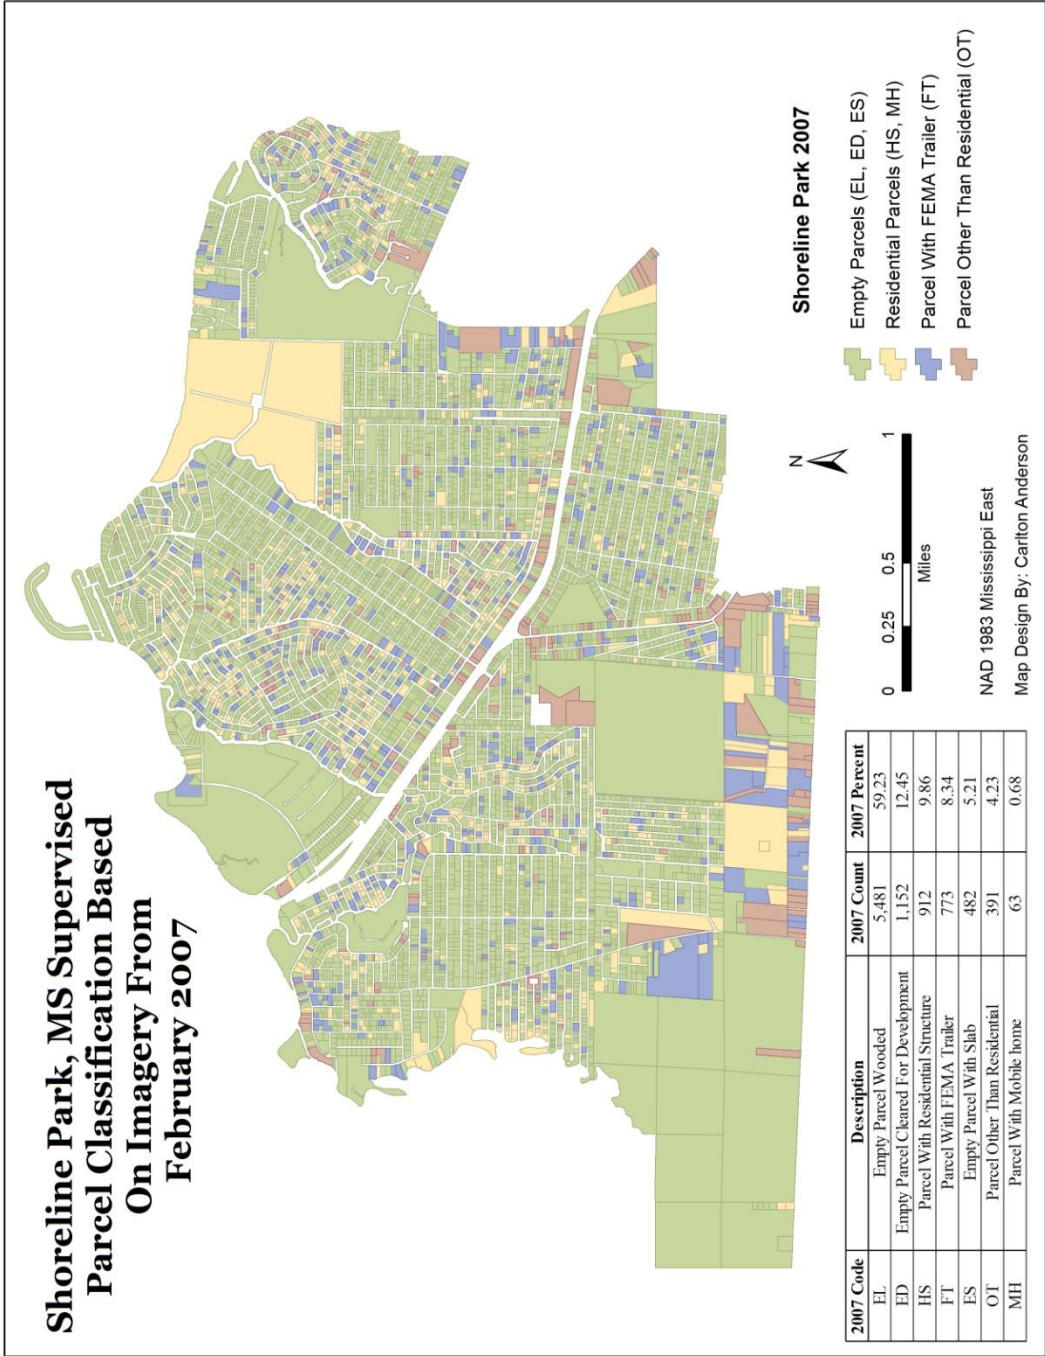 Shoreline Park, MS Supervised
Parcel Classification Based
On Imagery From
February 2007
2007 Code Description 2007 Count 2007 Percent
EL Empty Parcel Wooded 5,481 59.23
ED Empty Parcel Cleared For Development 1,152 12.45
HS Parcel With Residential Structure 912 9.86
FT Parcel With FEMA Trailer 773 8.34
ES Empty Parcel With Slab 482 5.21
OT Parcel Other Than Residential 391 4.23
MH Parcel With Mobile home 63 0.68
N
0 0.25 0.5 1
Miles
NAD 1983 Mississippi East
Map Design By: Carlton Anderson
Shoreline Park 2007
Empty Parcels (EL, ED, ES)
Residential Parcels (HS, MH)
Parcel With FEMA Trailer (FT)
Parcel Other Than Residential (OT)